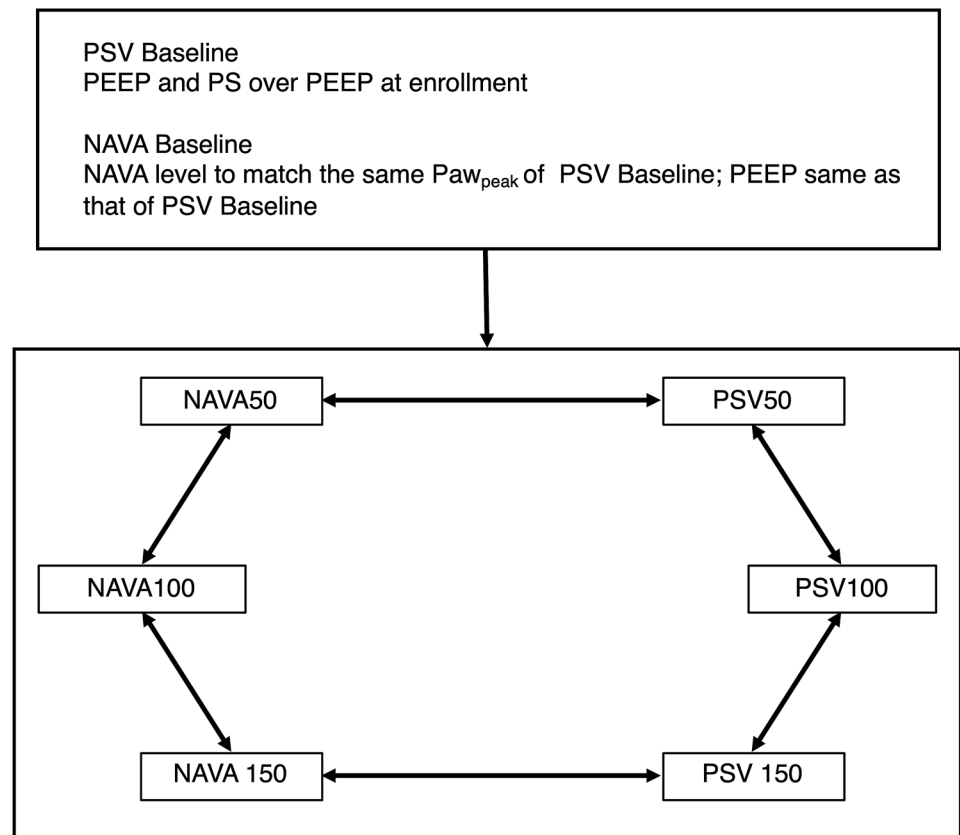 PSV Baseline
PEEP and PS over PEEP at enrollment
NAVA Baseline
NAVA level to match the same Pawpeak of PSV Baseline; PEEP same as
that of PSV Baseline
NAVA50
PSV50
NAVA100
PSV100
NAVA 150
PSV 150